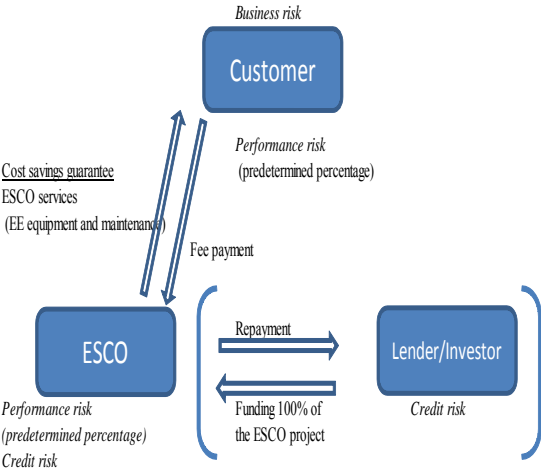 Business risk
Customer
Performance risk
(predetermined percentage)
Cost savings guarantee
ESCO services
(EE equipment and maintenance)
Fee payment
ESCO
Repayment
Lender/Investor
Funding 100% of
the ESCO project
Performance risk
(predetermined percentage)
Credit risk
Credit risk